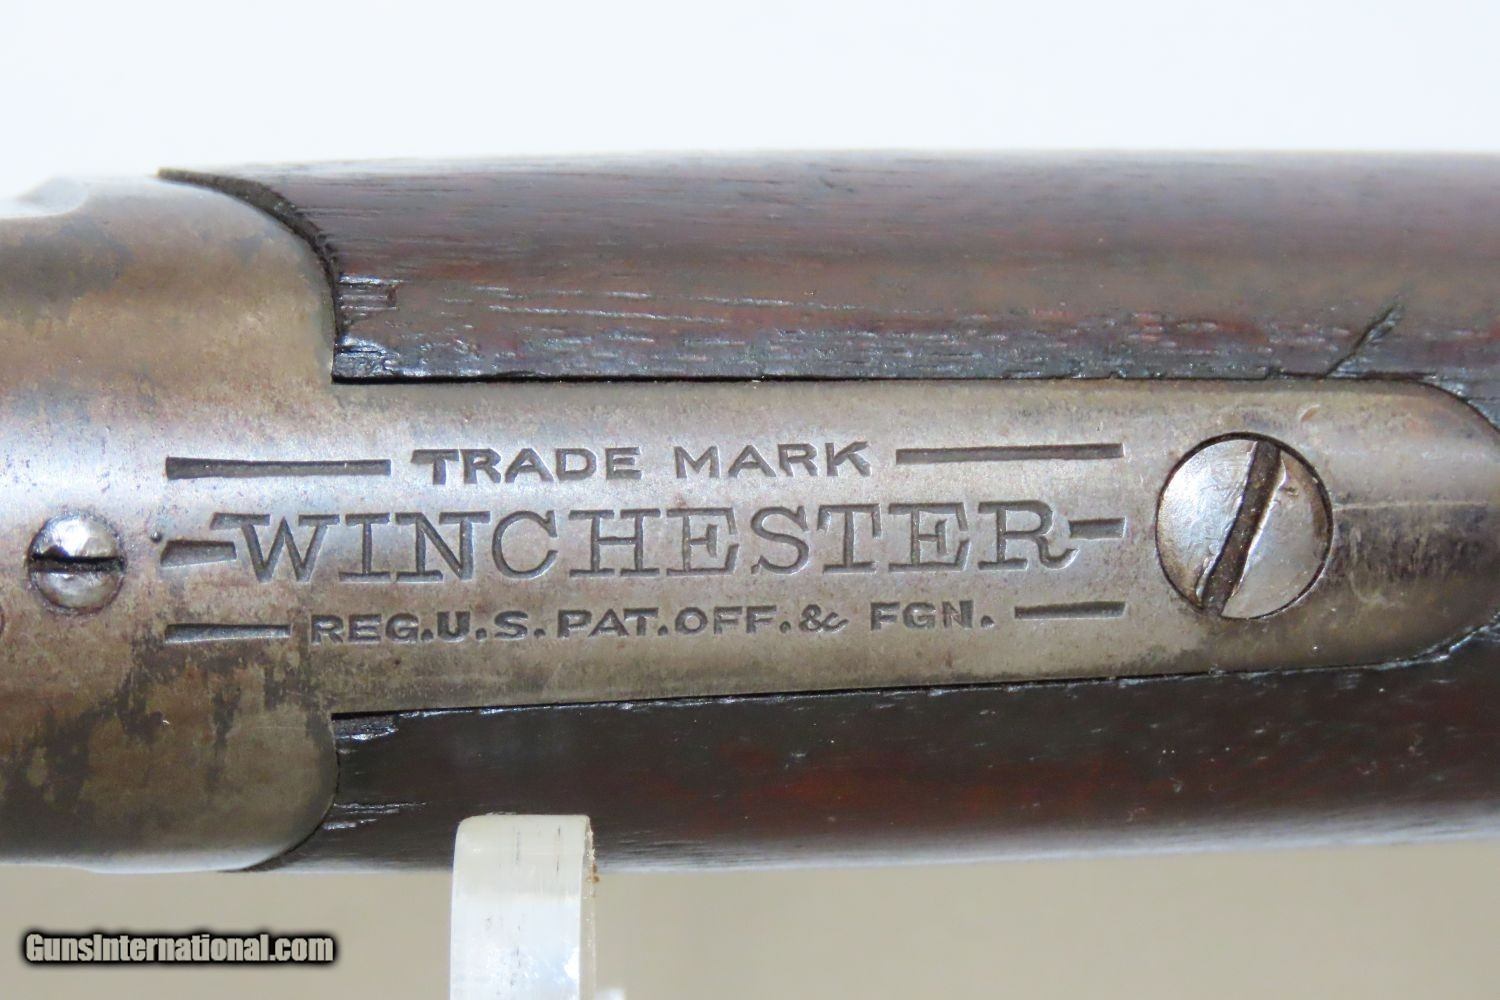 TRADE MARK
WINCHESTER
REG.U.S.PAT.OFF.& FGN.
GunsInternational.com